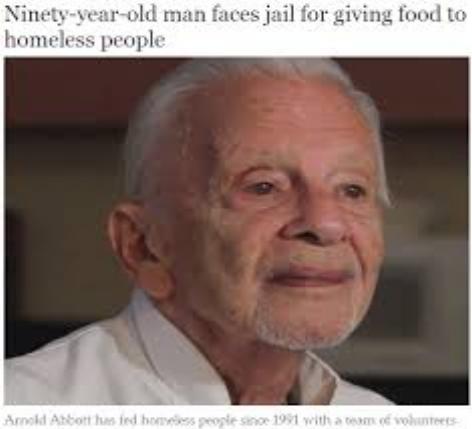 Ninety-year-old man faces jail for giving food to
homeless people
Arnold Abbott has fed homeless people since 1991 with a team of volunteers